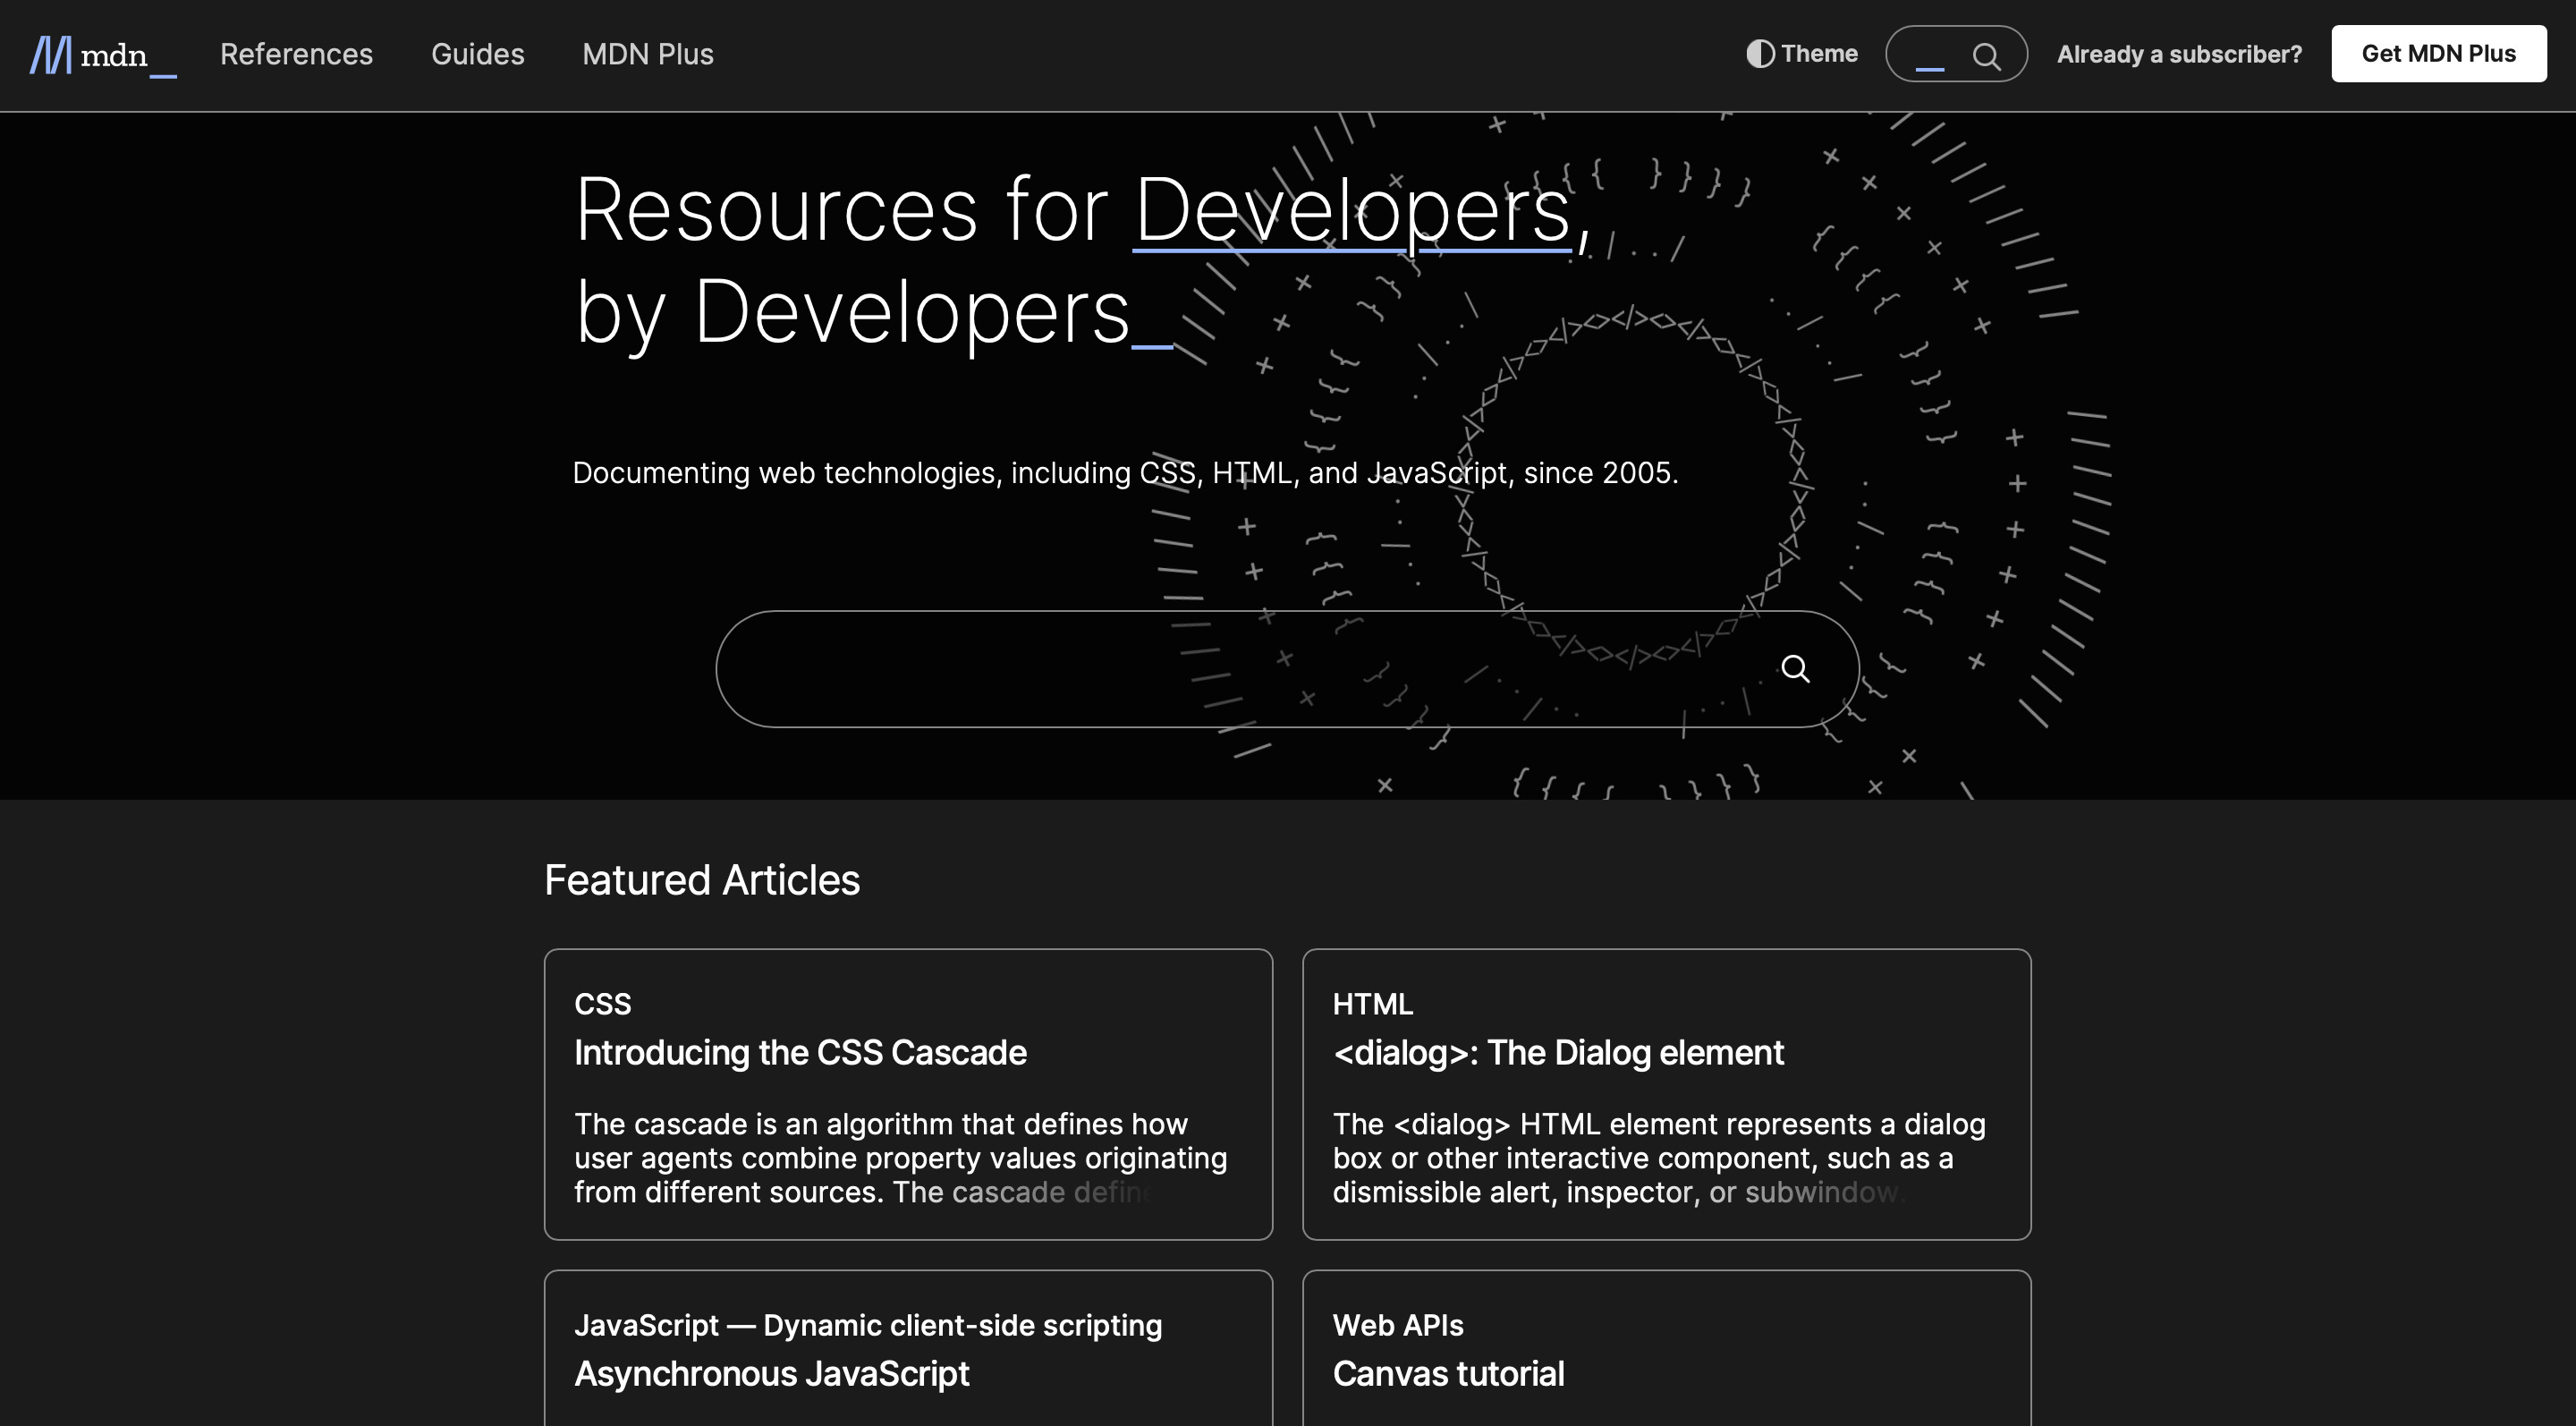 mdn_
References
Guides
MDN Plus
Theme
Already a subscriber?
Get MDN Plus
Resources for Developers,
by Developers_
Documenting web technologies, including CSS, HTML, and JavaScript, since 2005.
Featured Articles
CSS
Introducing the CSS Cascade
The cascade is an algorithm that defines how
user agents combine property values originating
from different sources. The cascade define
HTML
<dialog>: The Dialog element
The <dialog> HTML element represents a dialog
box or other interactive component, such as a
dismissible alert, inspector, or subwindow.
JavaScript — Dynamic client-side scripting
Asynchronous JavaScript
Web APIs
Canvas tutorial